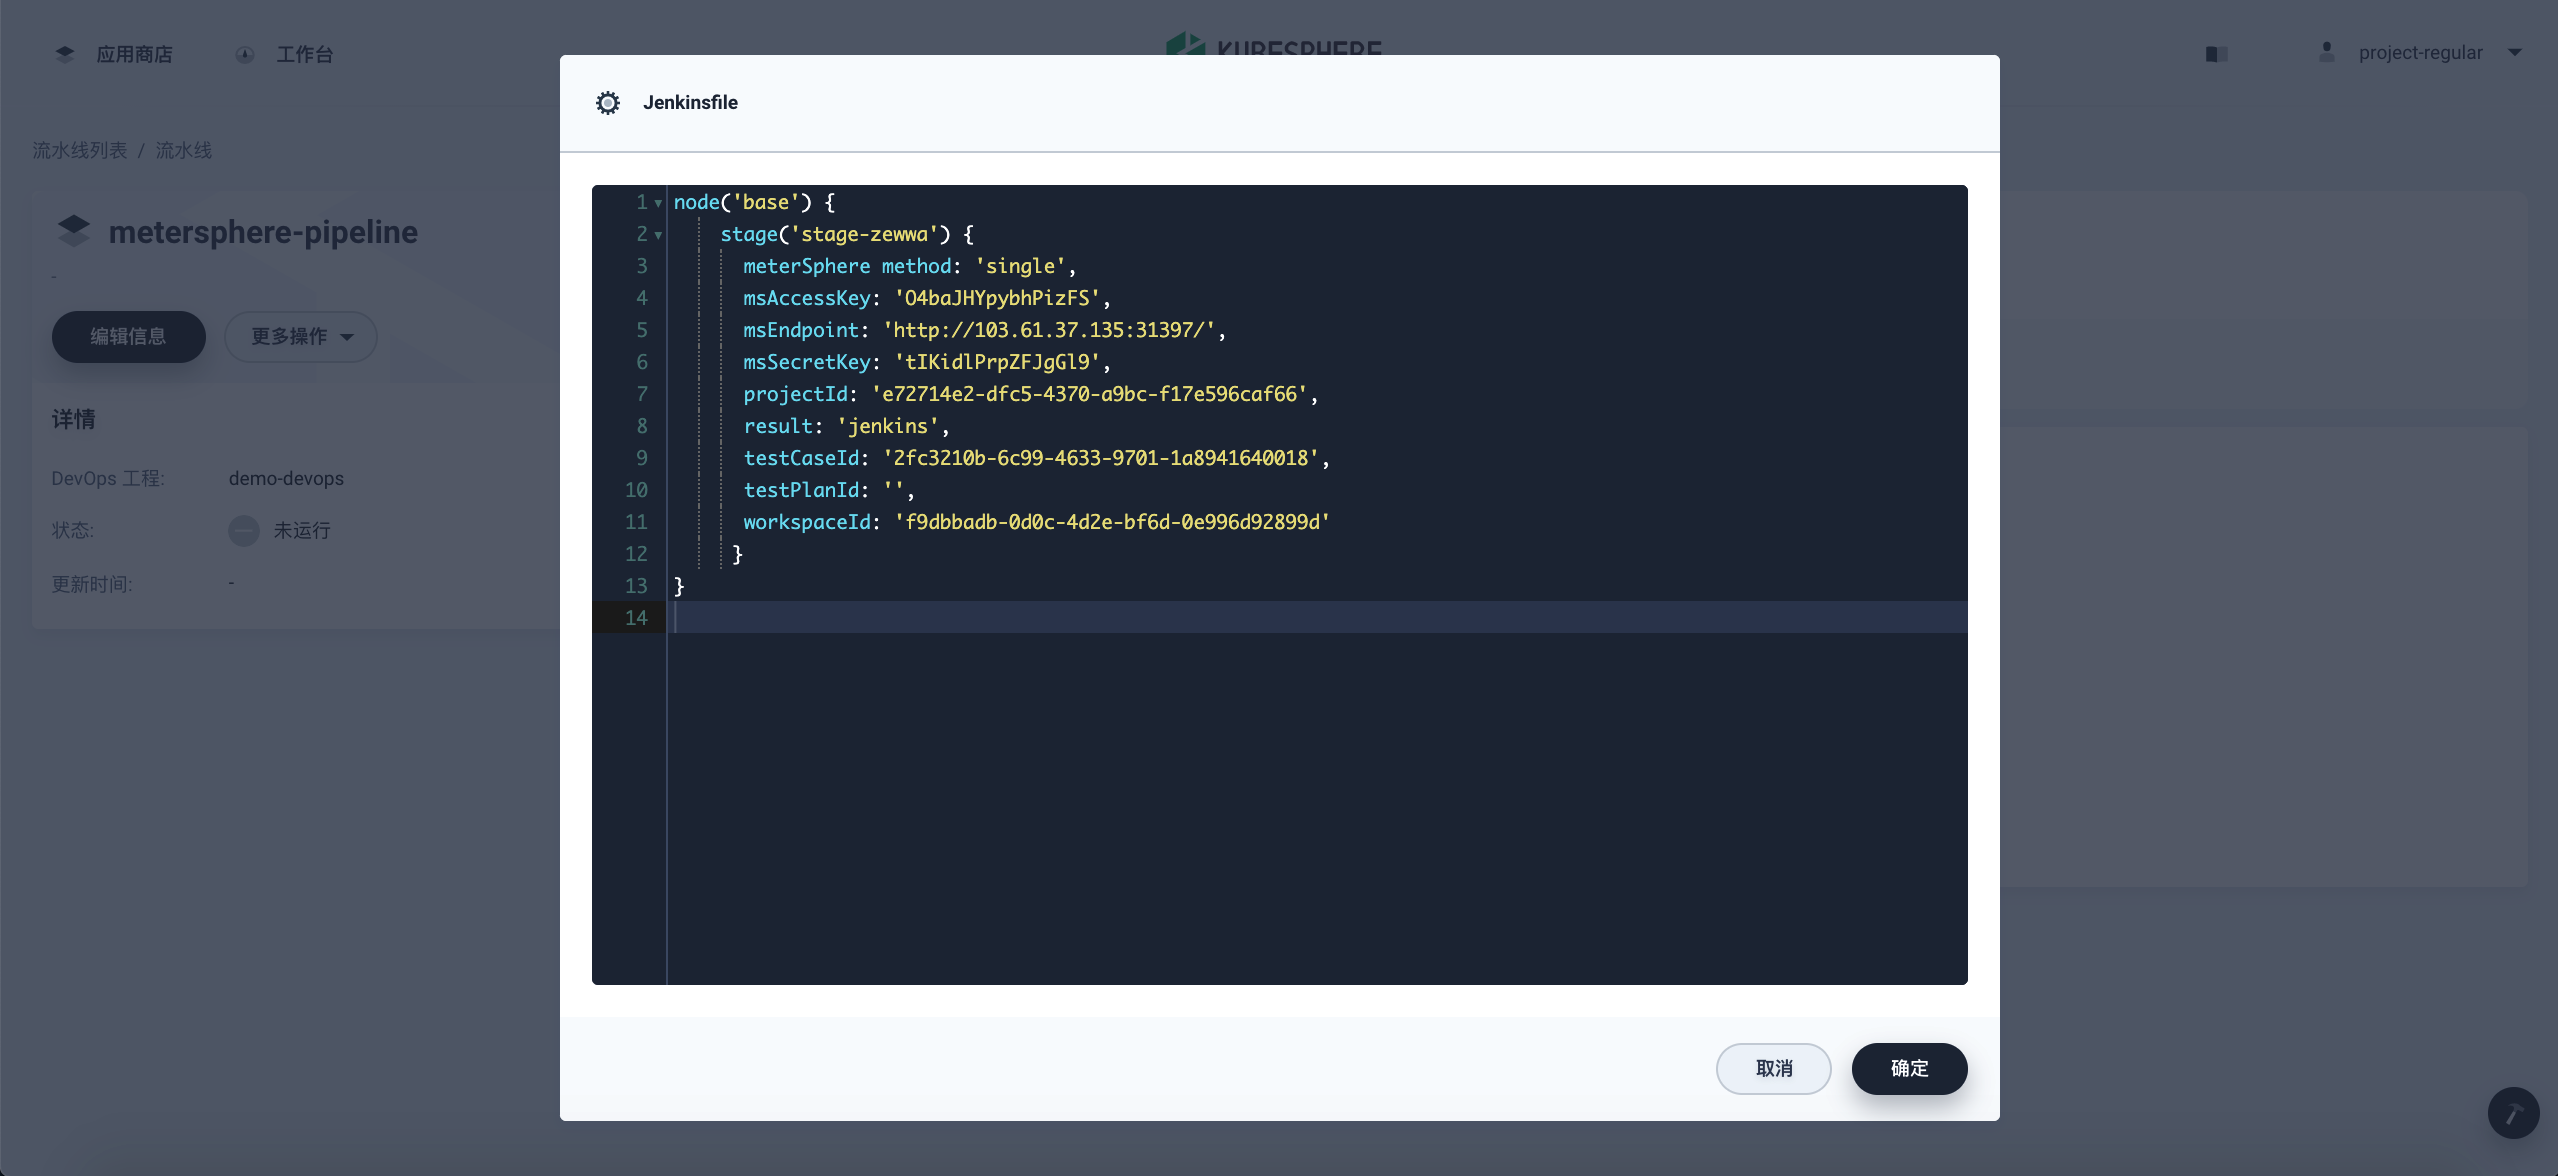 应用商店
工作台
KUBESPHERE
project-regular
流水线列表 / 流水线
metersphere-pipeline
-
编辑信息
更多操作
详情
DevOps 工程:
demo-devops
状态:
未运行
更新时间:
-
Jenkinsfile
1 node('base') {
2 stage('stage-zewwa') {
3 meterSphere method: 'single',
4 msAccessKey: 'O4baJHYpybhPizFS',
5 msEndpoint: 'http://103.61.37.135:31397/',
6 msSecretKey: 'tIKidlPrpZFJgGl9',
7 projectId: 'e72714e2-dfc5-4370-a9bc-f17e596caf66',
8 result: 'jenkins',
9 testCaseId: '2fc3210b-6c99-4633-9701-1a8941640018',
10 testPlanId: '',
11 workspaceId: 'f9dbbadb-0d0c-4d2e-bf6d-0e996d92899d'
12 }
13 }
14
取消
确定